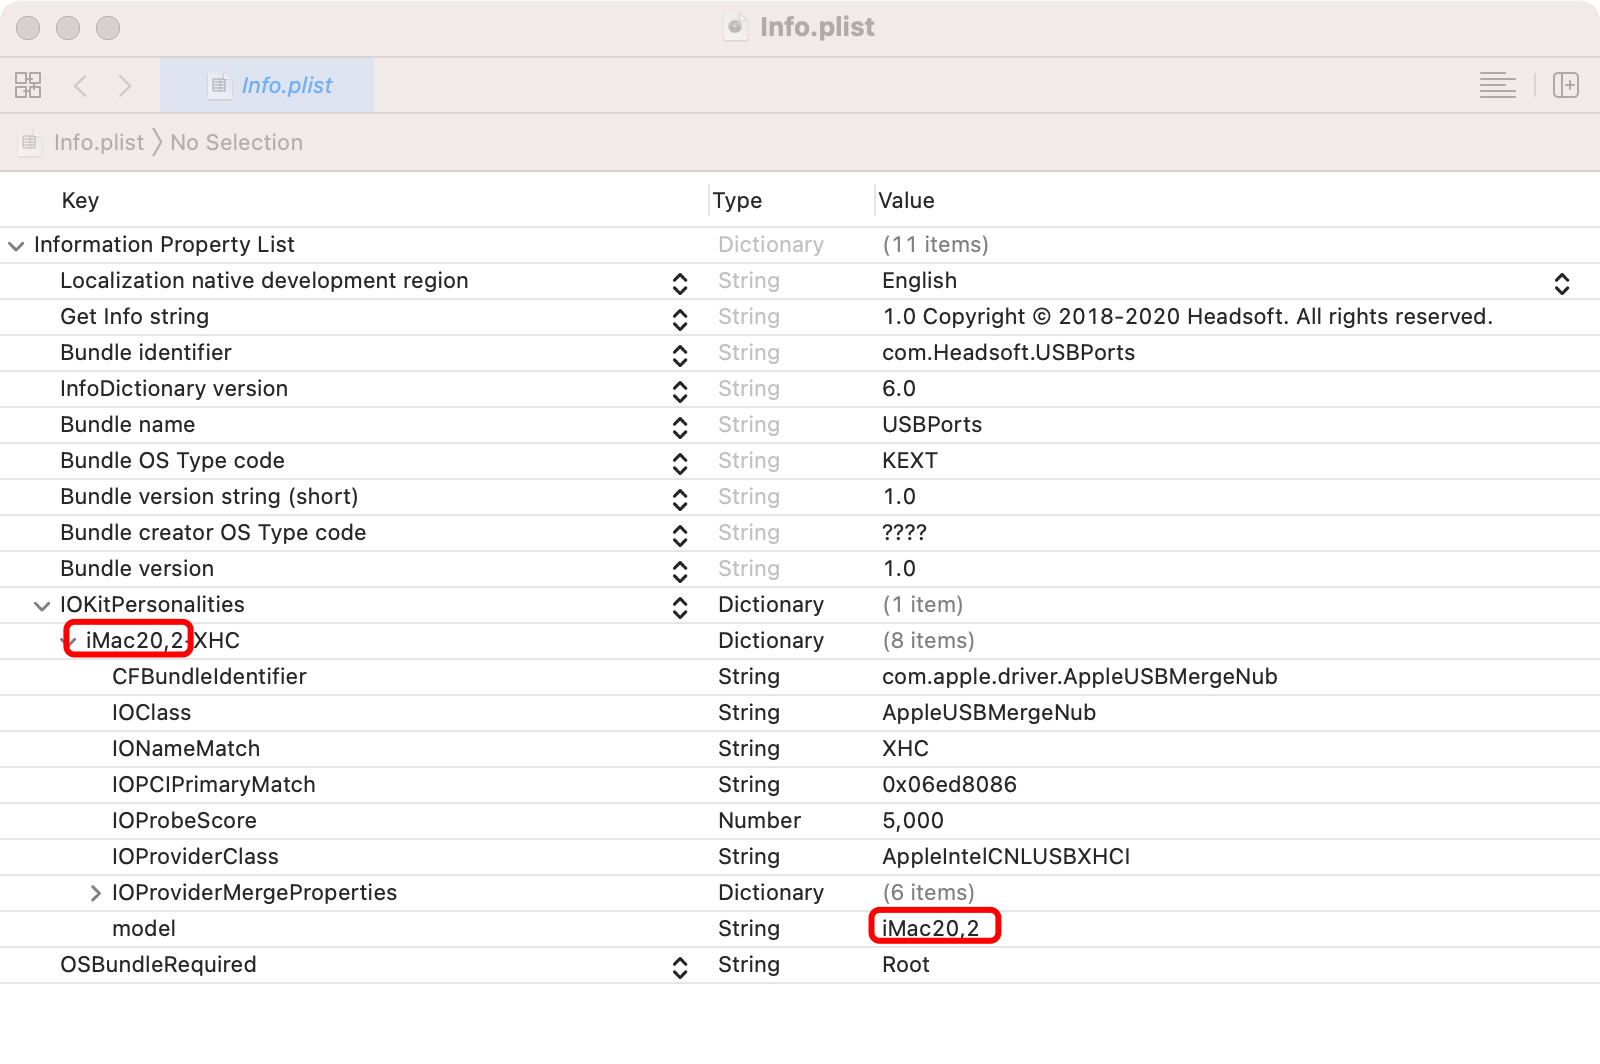 Info.plist
Info.plist
Info.plist No Selection
Key Type Value
Information Property List Dictionary (11 items)
Localization native development region String English
Get Info string String 1.0 Copyright © 2018-2020 Headsoft. All rights reserved.
Bundle identifier String com.Headsoft.USBPorts
InfoDictionary version String 6.0
Bundle name String USBPorts
Bundle OS Type code String KEXT
Bundle version string (short) String 1.0
Bundle creator OS Type code String ????
Bundle version String 1.0
IOKitPersonalities Dictionary (1 item)
iMac20,2-XHC Dictionary (8 items)
CFBundleIdentifier String com.apple.driver.AppleUSBMergeNub
IOClass String AppleUSBMergeNub
IONameMatch String XHC
IOPCIPrimaryMatch String 0x06ed8086
IOProbeScore Number 5,000
IOProviderClass String AppleIntelCNLUSBXHCI
IOProviderMergeProperties Dictionary (6 items)
model String iMac20,2
OSBundleRequired String Root